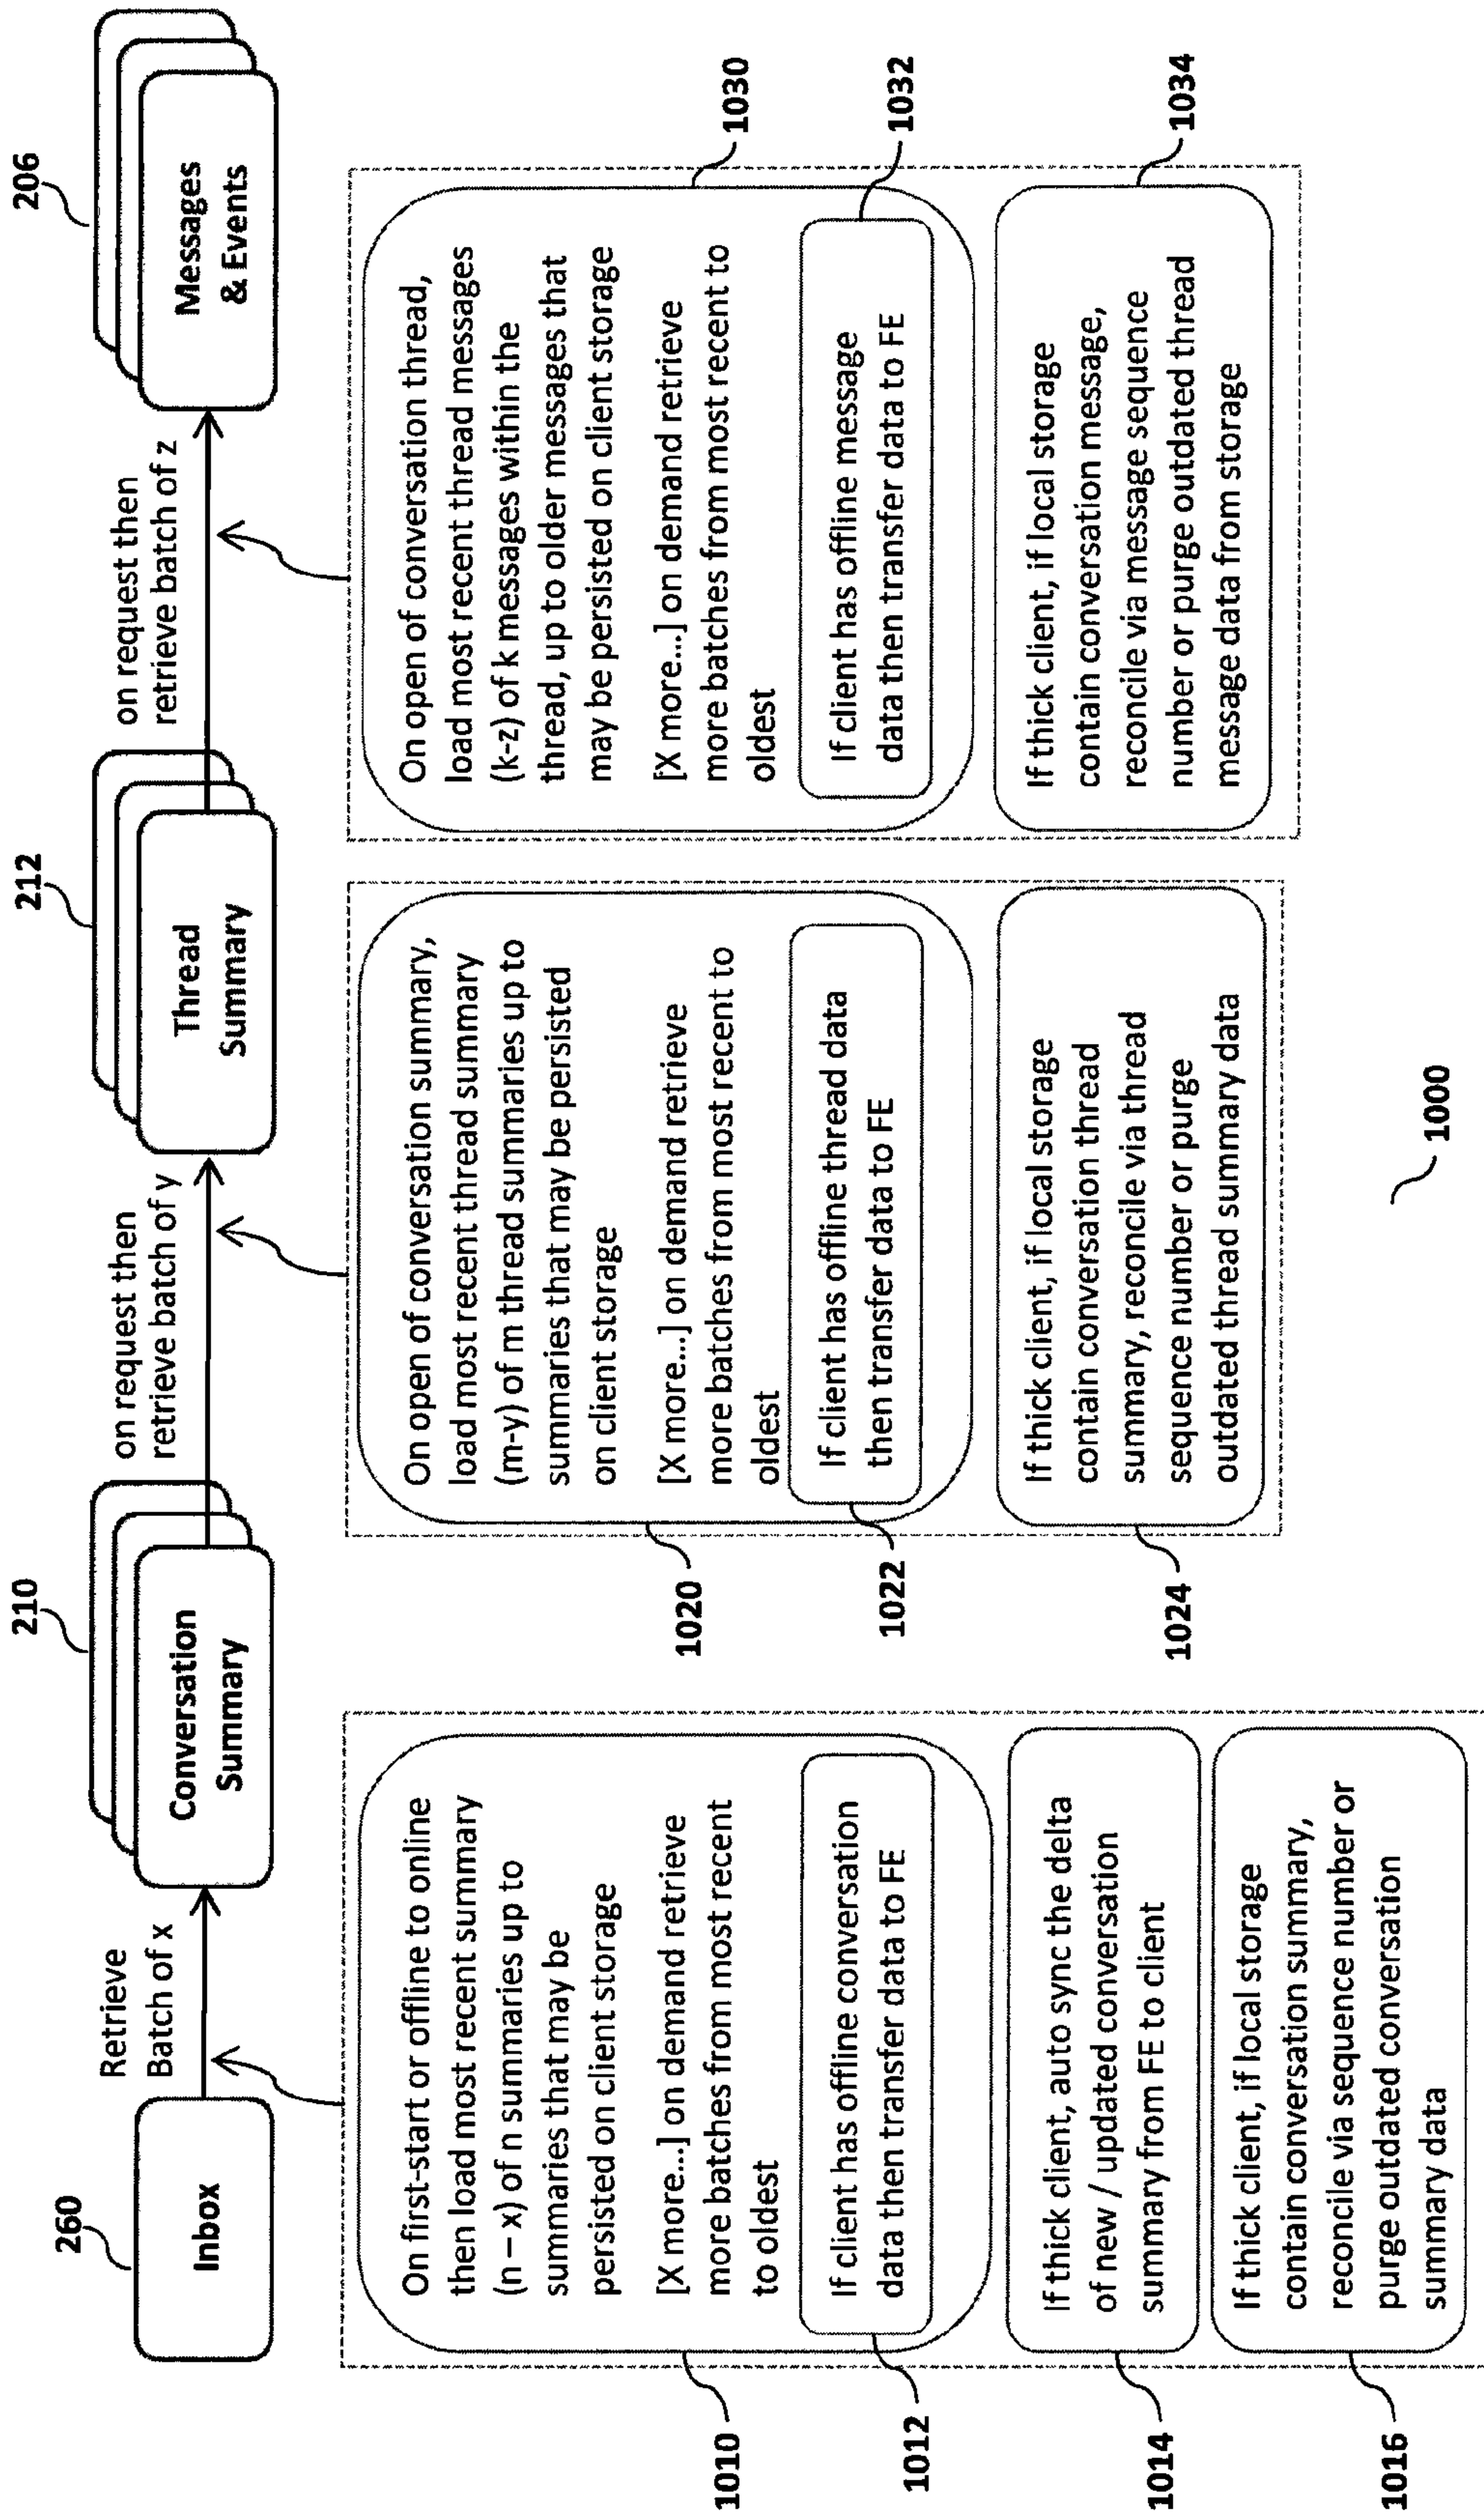 260
Inbox
Retrieve
Batch of x
210
Conversation
Summary
on request then
retrieve batch of y
212
Thread
Summary
on request then
retrieve batch of z
206
Messages
& Events
1010
On first-start or offline to online
then load most recent summary
(n – x) of n summaries up to
summaries that may be
persisted on client storage
[X more...] on demand retrieve
more batches from most recent
to oldest
1012
If client has offline conversation
data then transfer data to FE
1014
If thick client, auto sync the delta
of new / updated conversation
summary from FE to client
1016
If thick client, if local storage
contain conversation summary,
reconcile via sequence number or
purge outdated conversation
summary data
1020
On open of conversation summary,
load most recent thread summary
(m-y) of m thread summaries up to
summaries that may be persisted
on client storage
[X more...] on demand retrieve
more batches from most recent to
oldest
1022
If client has offline thread data
then transfer data to FE
1024
If thick client, if local storage
contain conversation thread
summary, reconcile via thread
sequence number or purge
outdated thread summary data
1030
On open of conversation thread,
load most recent thread messages
(k-z) of k messages within the
thread, up to older messages that
may be persisted on client storage
[X more...] on demand retrieve
more batches from most recent to
oldest
1032
If client has offline message
data then transfer data to FE
1034
If thick client, if local storage
contain conversation message,
reconcile via message sequence
number or purge outdated thread
message data from storage
1000